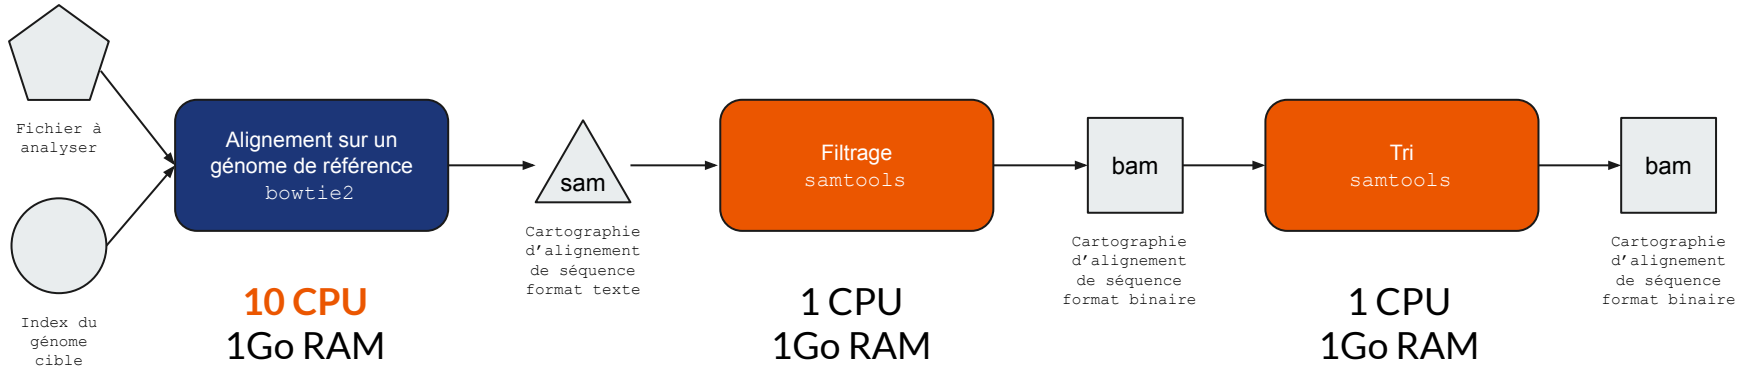 Fichier à
analyser
Index du
génome
cible
Alignement sur un
génome de référence
bowtie2
10 CPU
1Go RAM
sam
Cartographie
d’alignement
de séquence
format texte
Filtrage
samtools
1 CPU
1Go RAM
bam
Cartographie
d’alignement
de séquence
format binaire
Tri
samtools
1 CPU
1Go RAM
bam
Cartographie
d’alignement
de séquence
format binaire